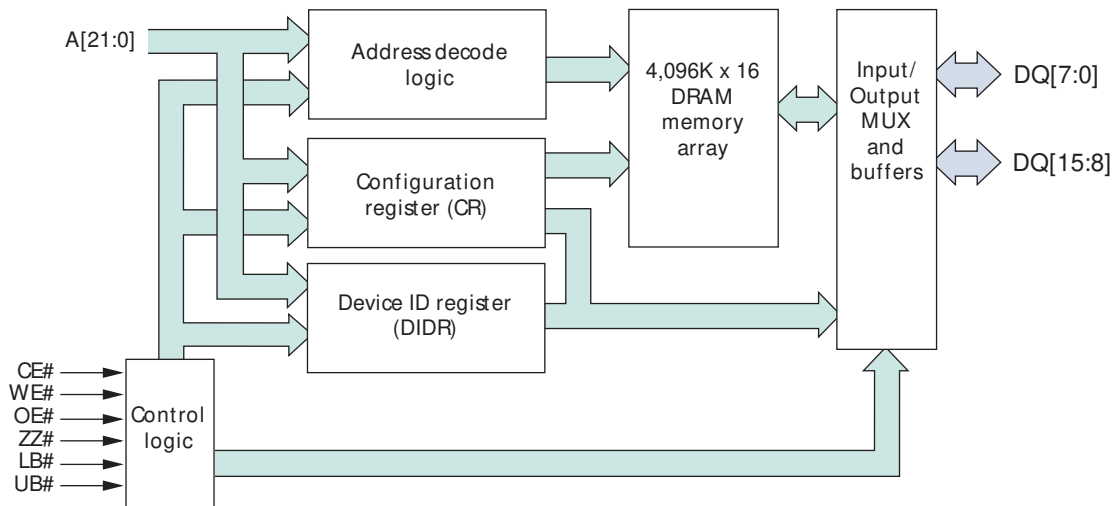 A[21:0]
Address decode
logic
4,096K x 16
DRAM
memory
array
Input/
Output
MUX
and
buffers
DQ[7:0]
DQ[15:8]
Configuration
register (CR)
Device ID register
(DIDR)
CE#
WE#
OE#
ZZ#
LB#
UB#
Control
logic